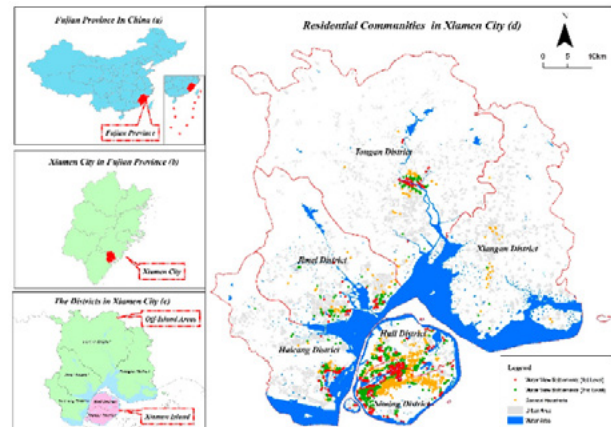 Fujian Province In China (a)
Fujian Province
Xiamen City in Fujian Province (b)
Xiamen City
The Districts in Xiamen City (c)
Off-Island Areas
Xiamen Island
Residential Communities in Xiamen City (d)
N
0 5 10km
Tongan District
Xiangan District
Jimei District
Haicang District
Huli District
Siming District
Legend
Urban Area
Water Area